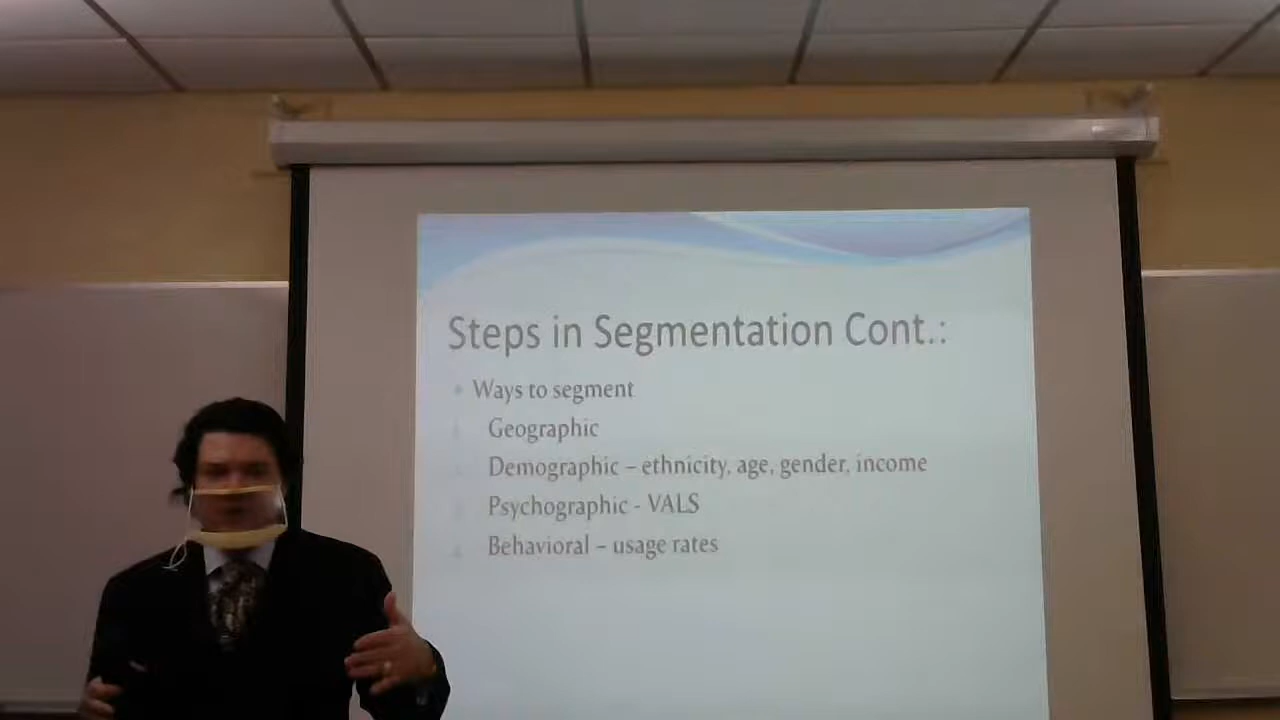 Steps in Segmentation Cont.:
Ways to segment
Geographic
Demographic – ethnicity, age, gender, income
Psychographic - VALS
Behavioral – usage rates